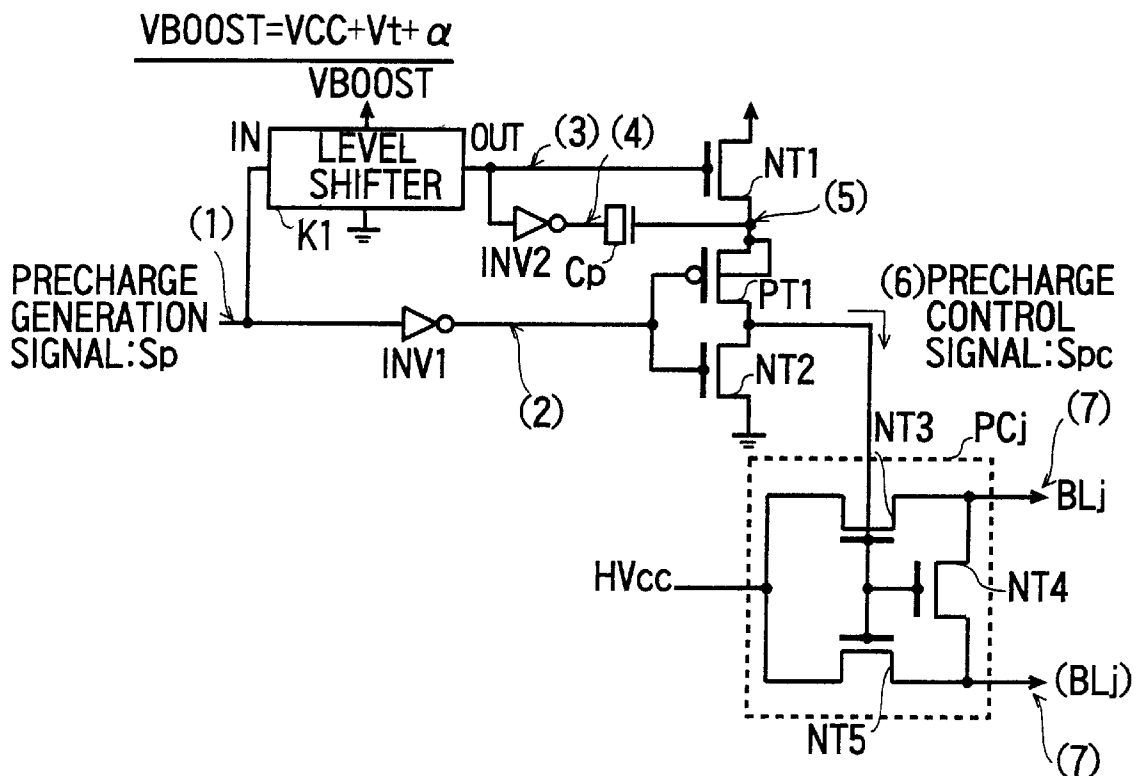 VBOOST=VCC+Vt+α
VBOOST
IN
LEVEL
SHIFTER
OUT
K1
(3)
(4)
NT1
(5)
(1)
INV2
Cp
PT1
PRECHARGE
GENERATION
SIGNAL:Sp
INV1
(2)
NT2
(6)PRECHARGE
CONTROL
SIGNAL:Spc
NT3
PCj
(7)
BLj
HVcc
NT4
(BLj)
NT5
(7)